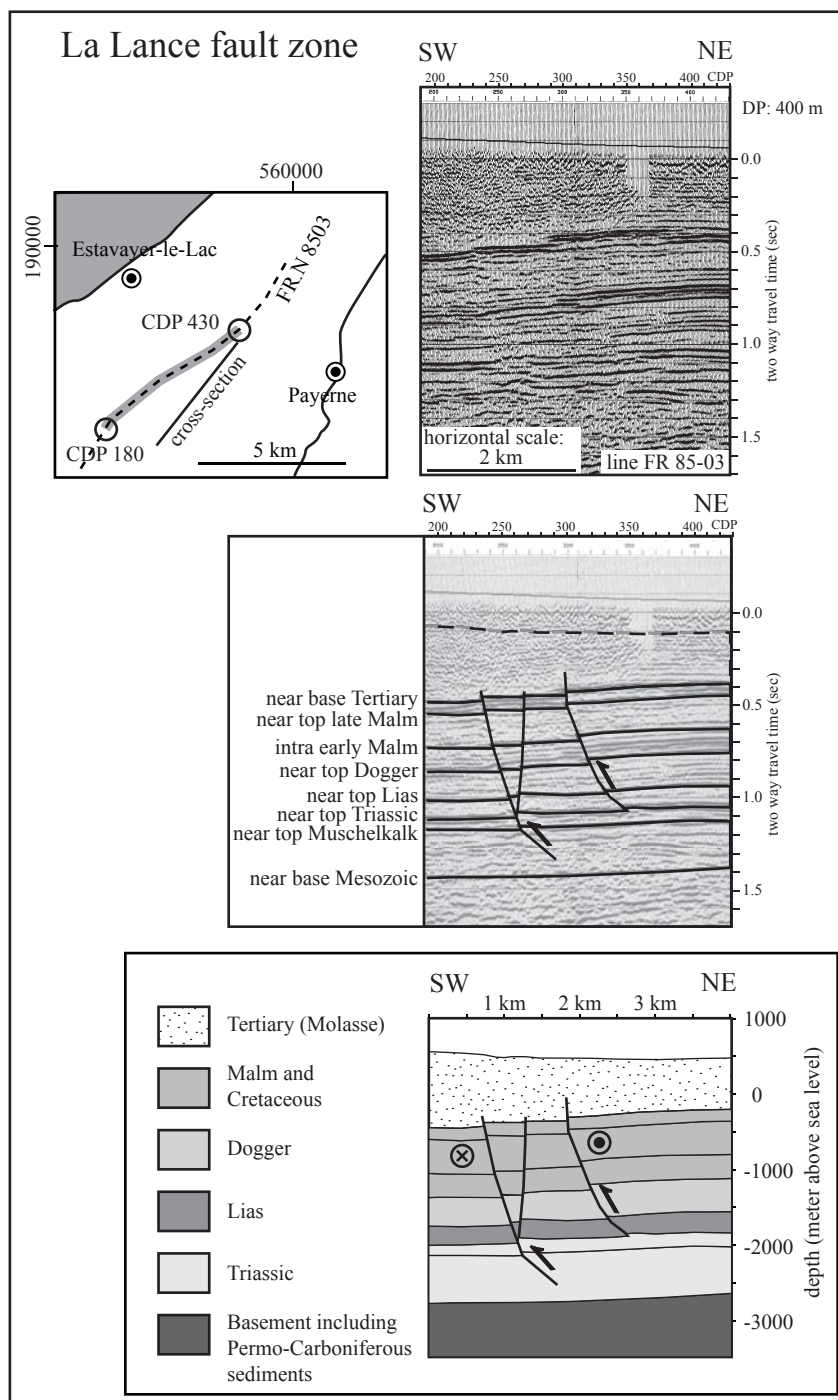 La Lance fault zone
560000
190000
Estavayer-le-Lac
FR.N 8503
CDP 430
Payerne
cross-section
CDP 180
5 km
SW NE
200 250 300 350 400 CDP
200 250 300 350 400
DP: 400 m
0.0
0.5
1.0
1.5
two way travel time (sec)
horizontal scale:
2 km
line FR 85-03
SW NE
200 250 300 350 400 CDP
near base Tertiary
near top late Malm
intra early Malm
near top Dogger
near top Lias
near top Triassic
near top Muschelkalk
near base Mesozoic
0.0
0.5
1.0
1.5
two way travel time (sec)
Tertiary (Molasse)
Malm and
Cretaceous
Dogger
Lias
Triassic
Basement including
Permo-Carboniferous
sediments
SW NE
1 km 2 km 3 km
1000
0
-1000
-2000
-3000
depth (meter above sea level)